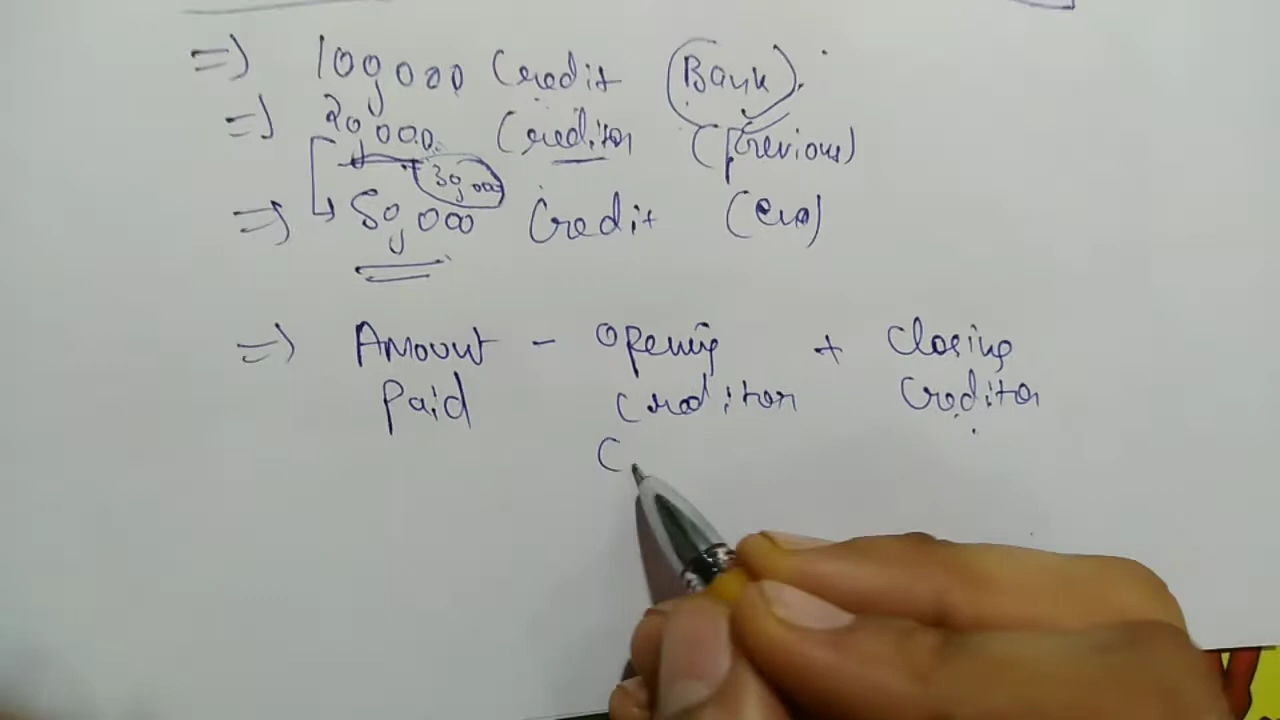 => 100,000 Credit (Bank).
=> 20,000. Creditor (Previous)
+ 30,000
=> 50,000 Credit
=> Amount - Opening + Closing
Paid Creditor Creditor
(